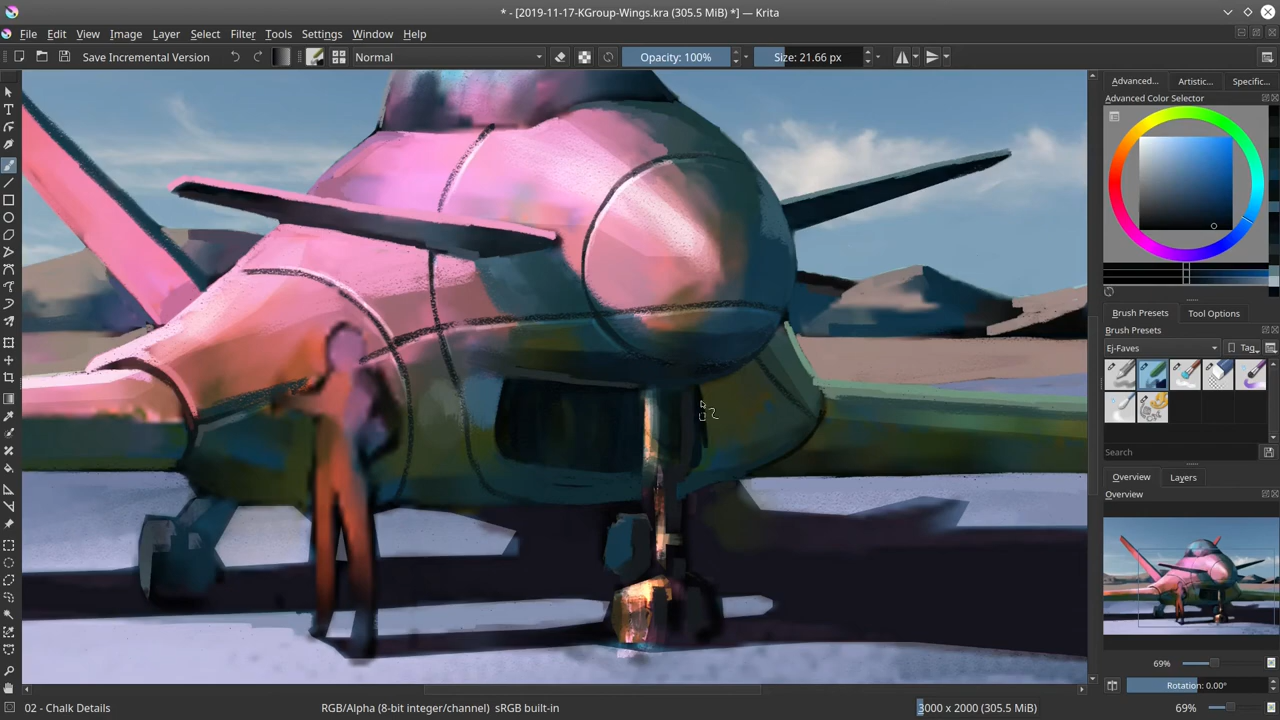 * - [2019-11-17-KGroup-Wings.kra (305.5 MiB) *] — Krita
File Edit View Image Layer Select Filter Tools Settings Window Help
Save Incremental Version Normal Opacity: 100% Size: 21.66 px
Advanced... Artistic... Specific...
Advanced Color Selector
Brush Presets Tool Options
Brush Presets
Ej-Faves Tag
Search
Overview Layers
Overview
69%
Rotation: 0.00°
02 - Chalk Details RGB/Alpha (8-bit integer/channel) sRGB built-in 3000 x 2000 (305.5 MiB) 69%